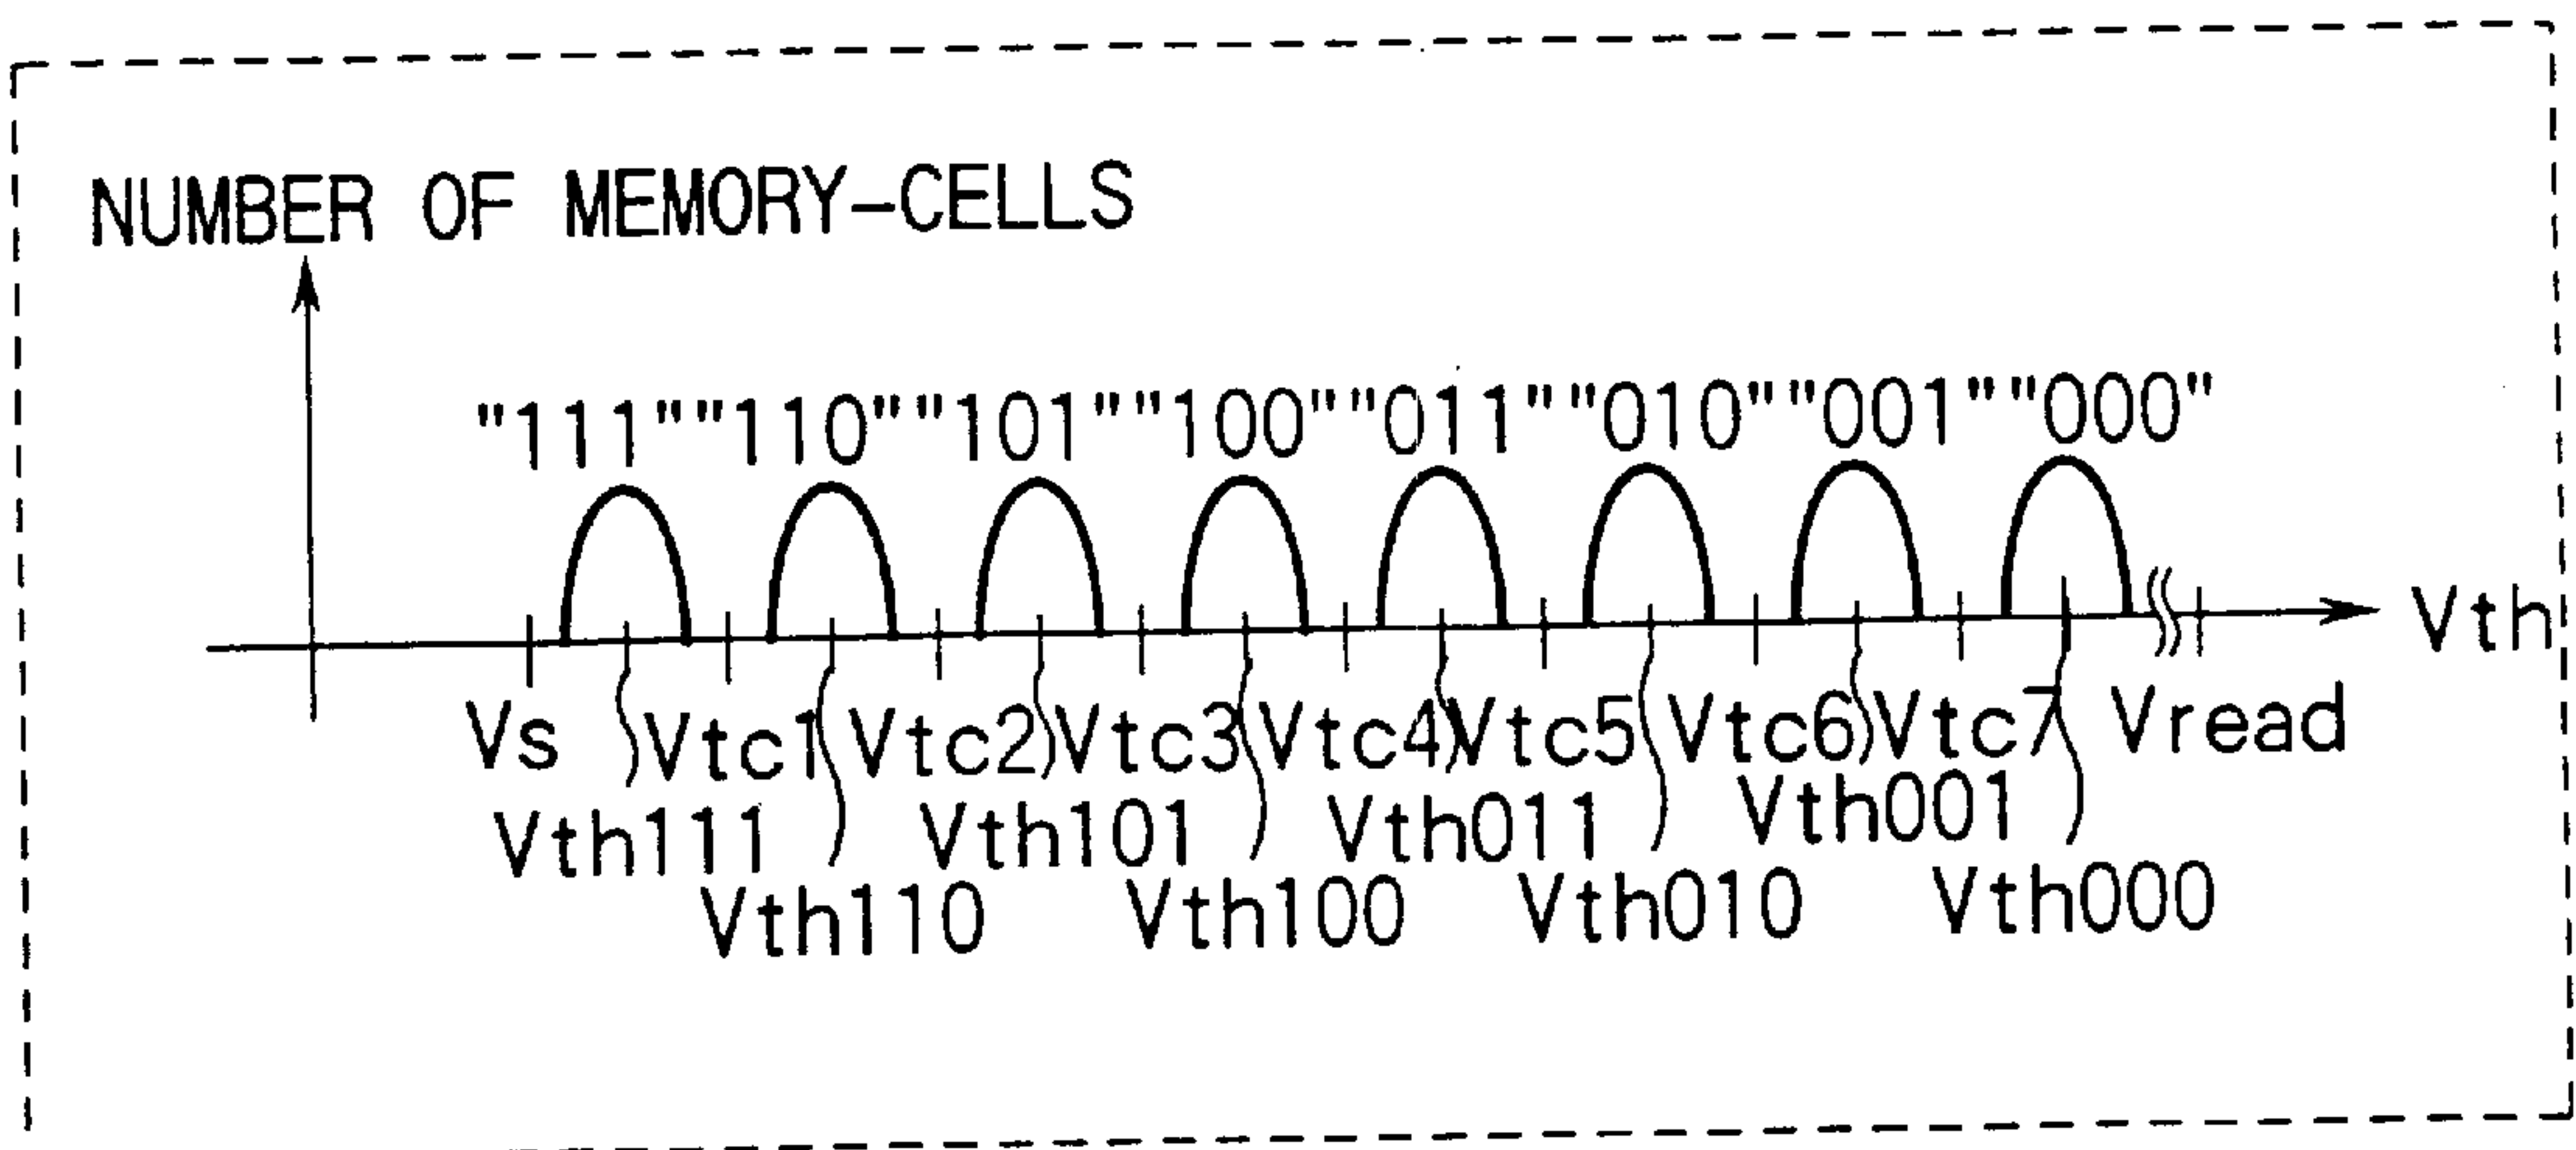 NUMBER OF MEMORY-CELLS
"111""110""101""100""011""010""001""000"
Vth
Vs Vtc1 Vtc2 Vtc3 Vtc4 Vtc5 Vtc6 Vtc7 Vread
Vth111 Vth101 Vth011 Vth001
Vth110 Vth100 Vth010 Vth000